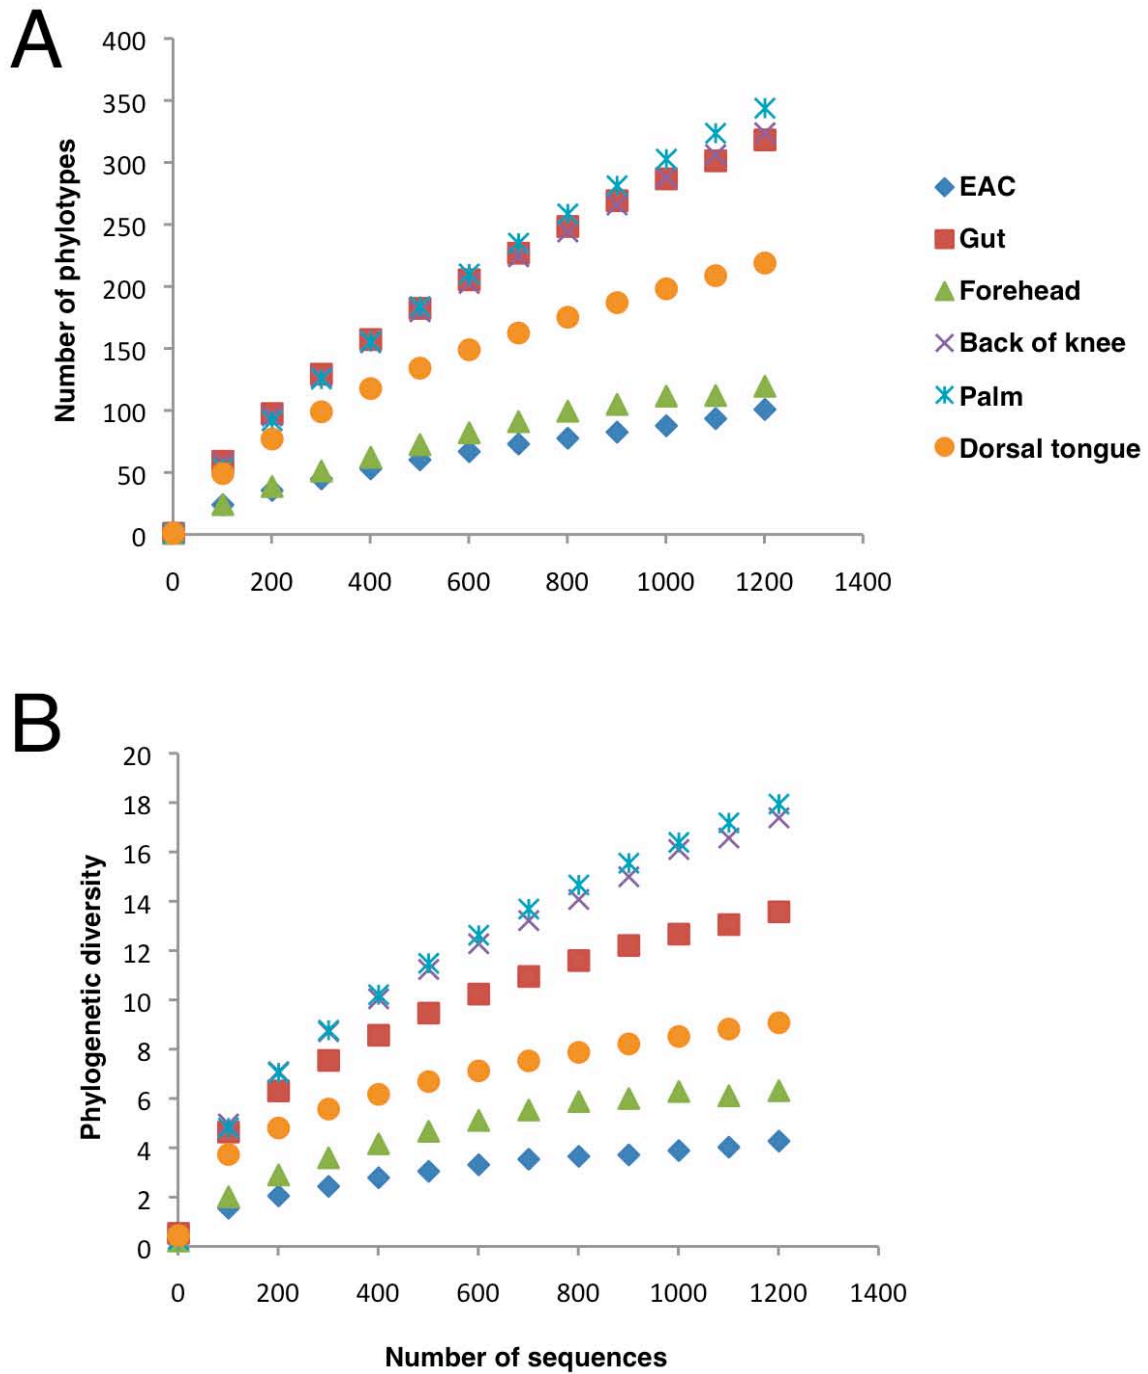 A
Number of phylotypes
400
350
300
250
200
150
100
50
0
0 200 400 600 800 1000 1200 1400
EAC
Gut
Forehead
Back of knee
Palm
Dorsal tongue
B
Phylogenetic diversity
20
18
16
14
12
10
8
6
4
2
0
0 200 400 600 800 1000 1200 1400
Number of sequences